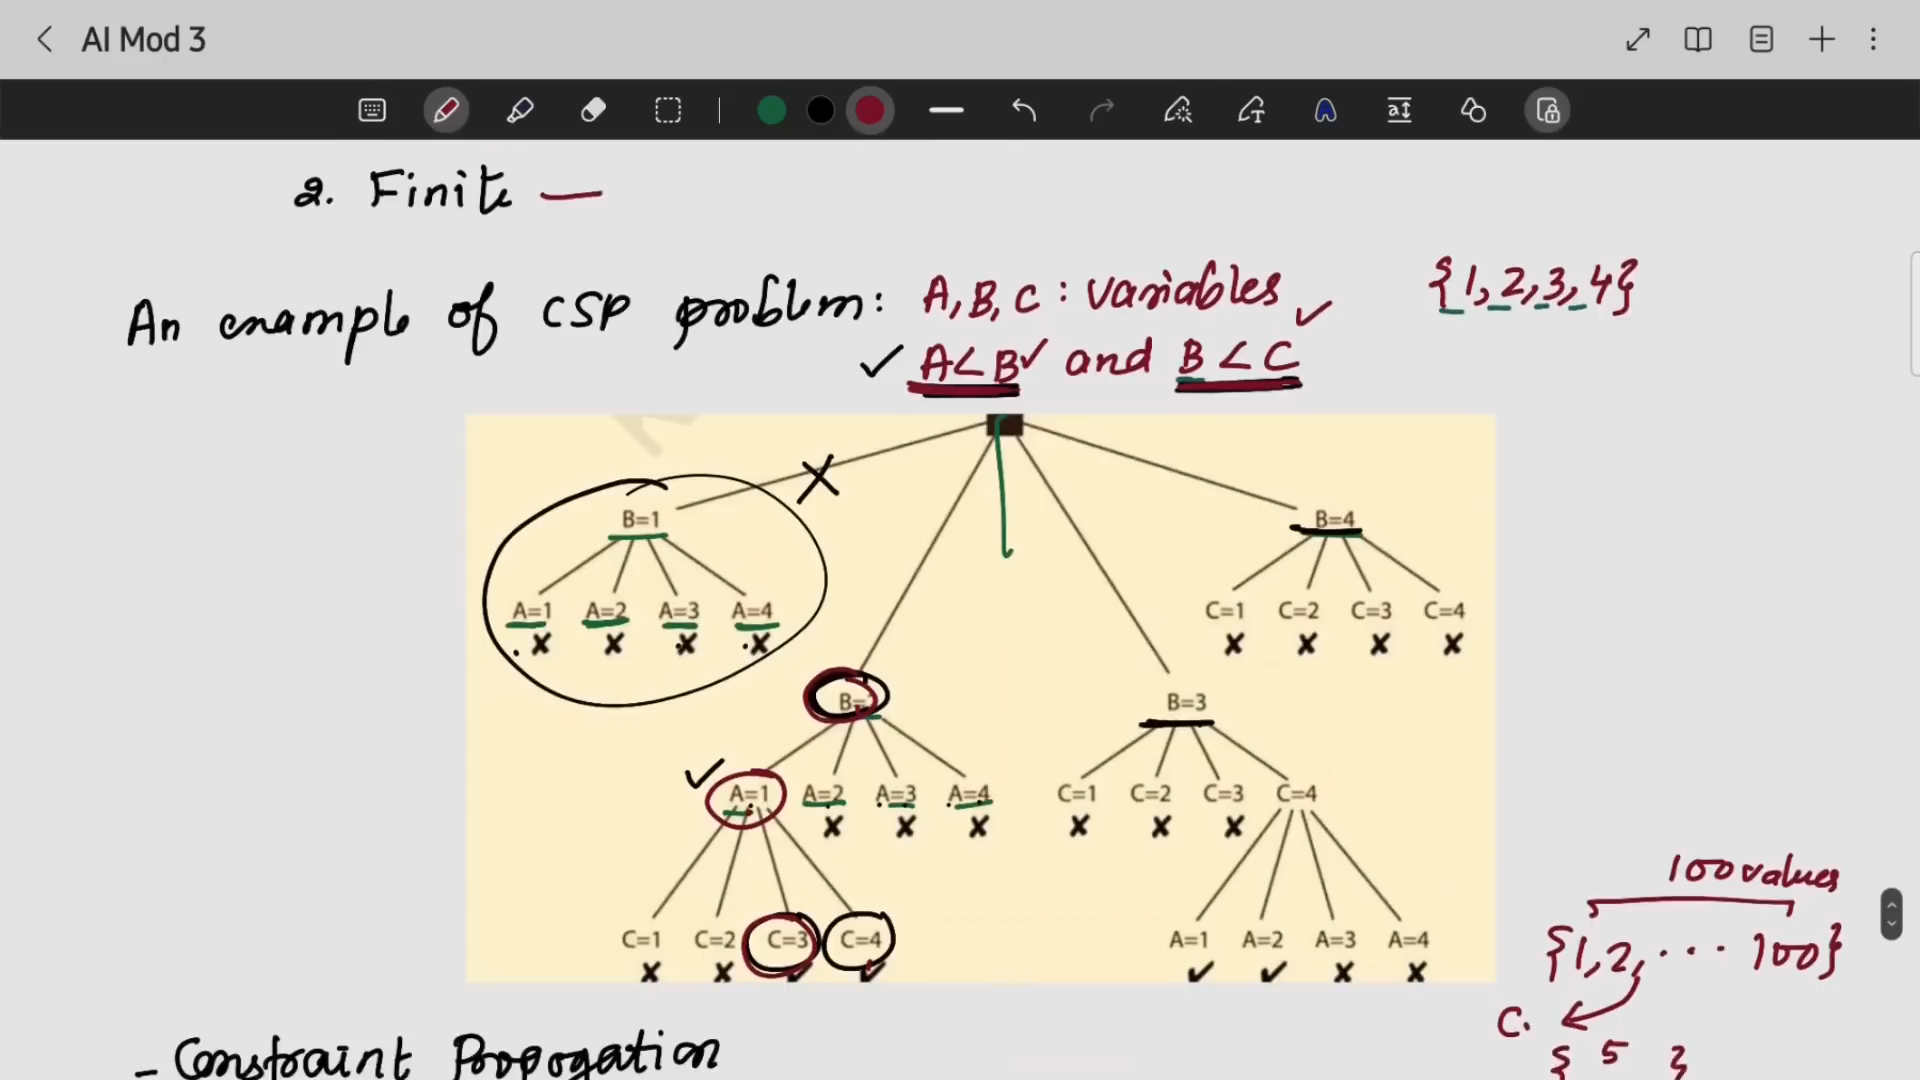 AI Mod 3
2. Finite —
An example of CSP problem: A, B, C : variables {1, 2, 3, 4}
A < B and B < C
B=1 B=4
A=1 A=2 A=3 A=4 C=1 C=2 C=3 C=4
B= B=3
A=1 A=2 A=3 A=4 C=1 C=2 C=3 C=4
100 values
C=1 C=2 C=3 C=4 A=1 A=2 A=3 A=4 {1, 2, ... 100}
C.
- Constraint Propogation { 5 }